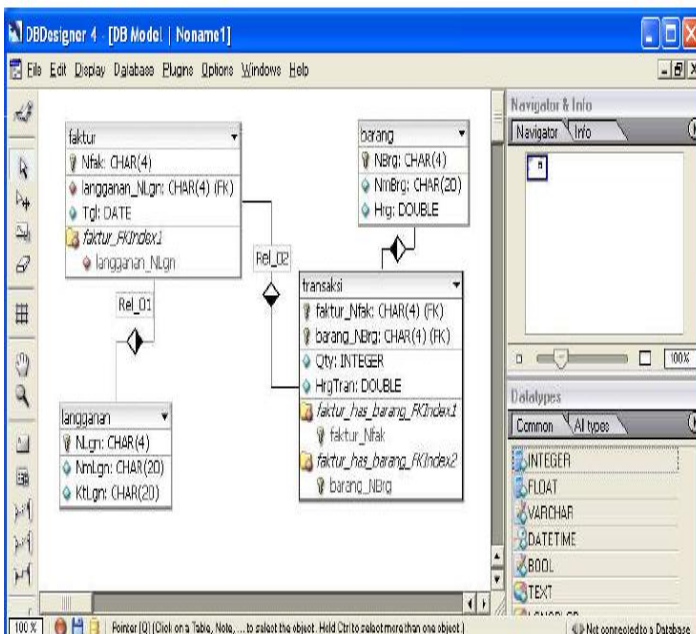 DBDesigner 4 - [DB Model | Noname1]
File Edit Display Database Plugins Options Windows Help
faktur
Nfak: CHAR(4)
langganan_NLgn: CHAR(4) (FK)
Tgl: DATE
faktur_FKIndex1
langganan_NLgn
barang
NBrg: CHAR(4)
NmBrg: CHAR(20)
Hrg: DOUBLE
Rel_02
Rel_01
transaksi
faktur_Nfak: CHAR(4) (FK)
barang_NBrg: CHAR(4) (FK)
Qty: INTEGER
HrgTran: DOUBLE
faktur_has_barang_FKIndex1
faktur_Nfak
faktur_has_barang_FKIndex2
barang_NBrg
langganan
NLgn: CHAR(4)
NmLgn: CHAR(20)
KtLgn: CHAR(20)
Navigator & Info
Navigator Info
100%
Datatypes
Common All types
INTEGER
FLOAT
VARCHAR
DATETIME
BOOL
TEXT
100 % Pointer [Q] (Click on a Table, Note, ... to select the object. Hold Ctrl to select more than one object.) Not connected to a Database